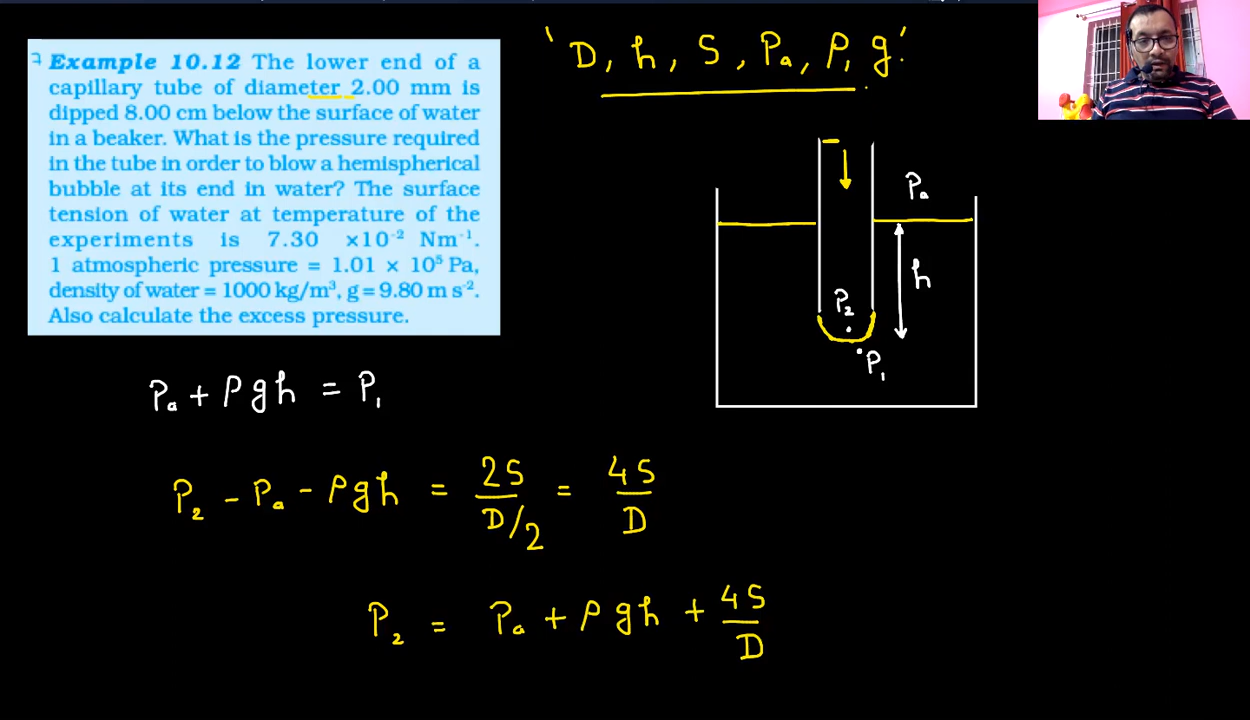 7 Example 10.12 The lower end of a
capillary tube of diameter 2.00 mm is
dipped 8.00 cm below the surface of water
in a beaker. What is the pressure required
in the tube in order to blow a hemispherical
bubble at its end in water? The surface
tension of water at temperature of the
experiments is 7.30 ×10⁻² Nm⁻¹.
1 atmospheric pressure = 1.01 × 10⁵ Pa,
density of water = 1000 kg/m³, g = 9.80 m s⁻².
Also calculate the excess pressure.
'D, h, S, Pₐ, ρ, g'
Pₐ
h
P₂
P₁
Pₐ + ρgh = P₁
P₂ - Pₐ - ρgh = 2S/(D/2) = 4S/D
P₂ = Pₐ + ρgh + 4S/D